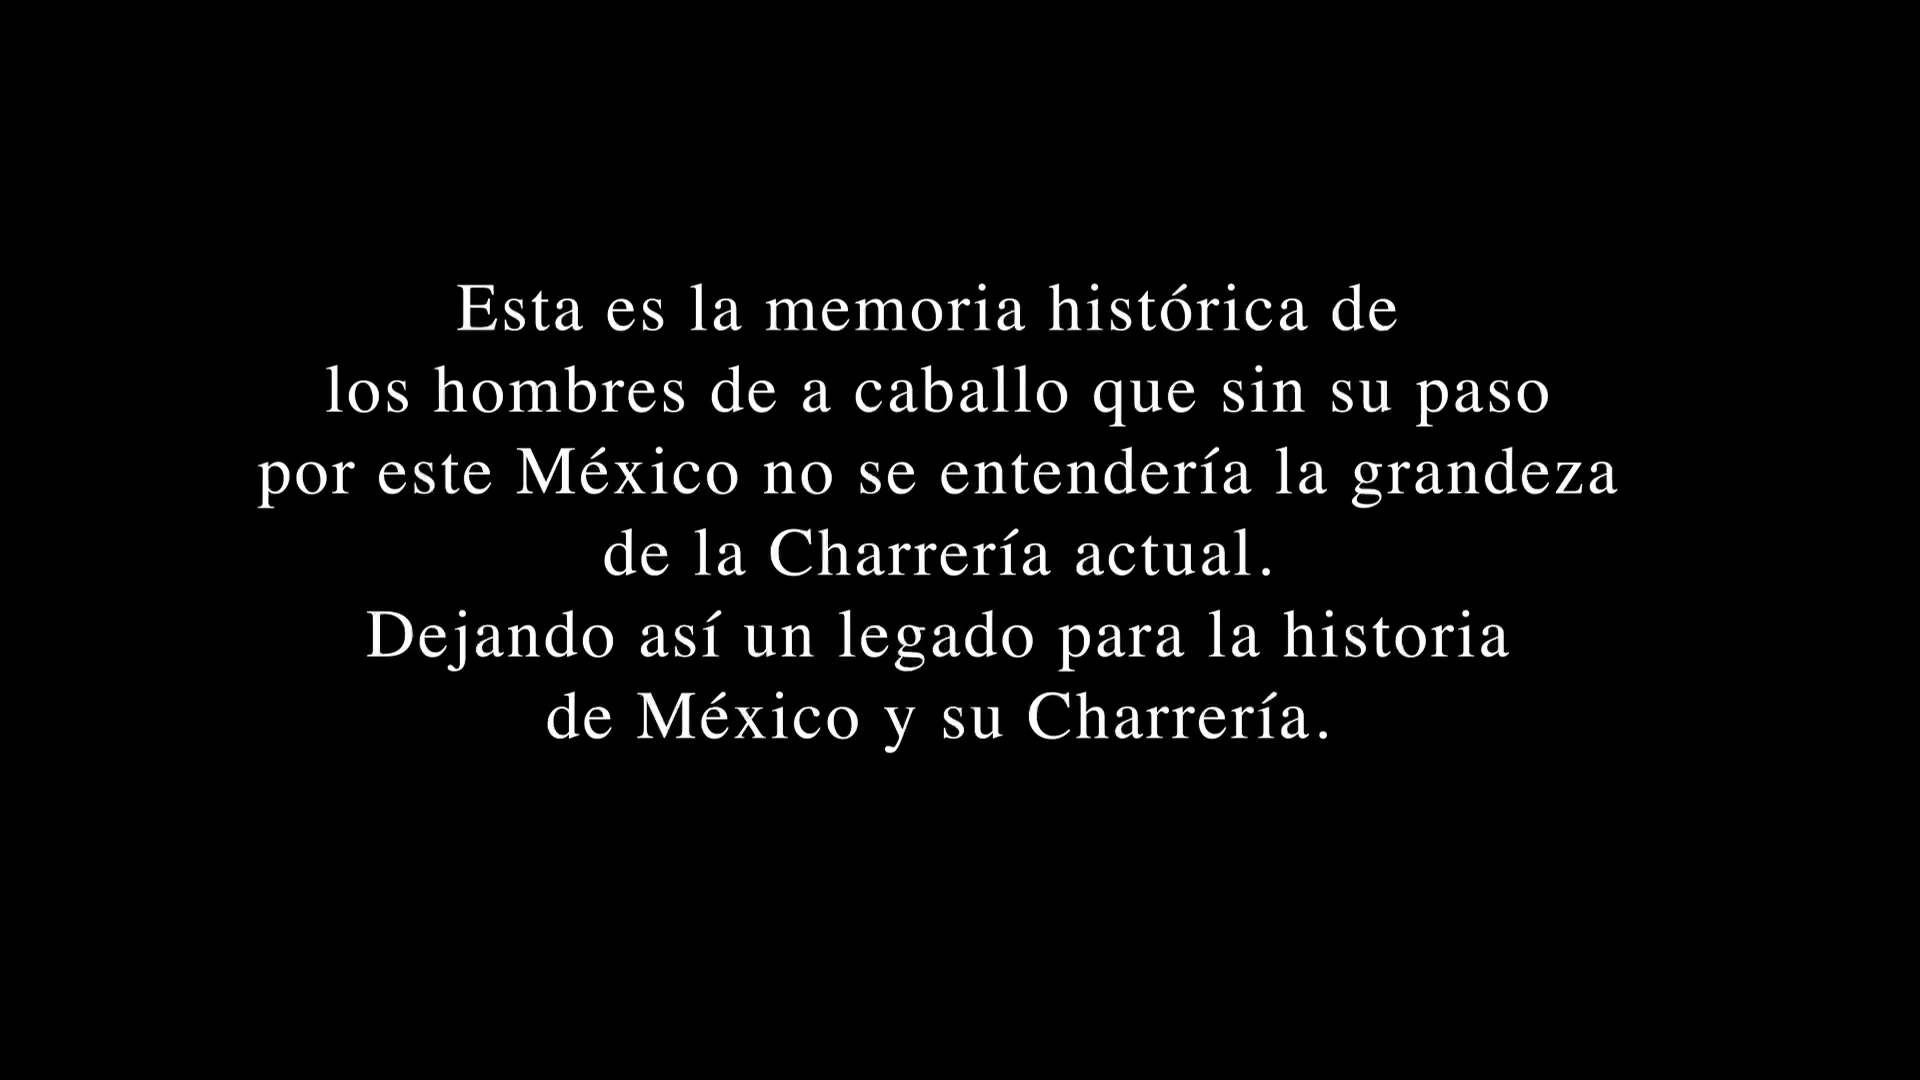 Esta es la memoria histórica de
los hombres de a caballo que sin su paso
por este México no se entendería la grandeza
de la Charrería actual.
Dejando así un legado para la historia
de México y su Charrería.